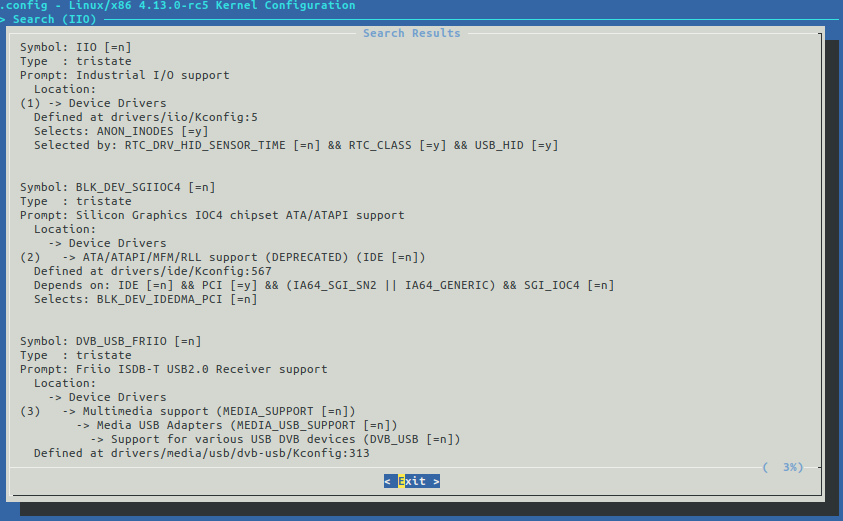 .config - Linux/x86 4.13.0-rc5 Kernel Configuration
> Search (IIO)
Search Results
Symbol: IIO [=n]
Type  : tristate
Prompt: Industrial I/O support
  Location:
(1) -> Device Drivers
  Defined at drivers/iio/Kconfig:5
  Selects: ANON_INODES [=y]
  Selected by: RTC_DRV_HID_SENSOR_TIME [=n] && RTC_CLASS [=y] && USB_HID [=y]
Symbol: BLK_DEV_SGIIOC4 [=n]
Type  : tristate
Prompt: Silicon Graphics IOC4 chipset ATA/ATAPI support
  Location:
    -> Device Drivers
(2)   -> ATA/ATAPI/MFM/RLL support (DEPRECATED) (IDE [=n])
  Defined at drivers/ide/Kconfig:567
  Depends on: IDE [=n] && PCI [=y] && (IA64_SGI_SN2 || IA64_GENERIC) && SGI_IOC4 [=n]
  Selects: BLK_DEV_IDEDMA_PCI [=n]
Symbol: DVB_USB_FRIIO [=n]
Type  : tristate
Prompt: Friio ISDB-T USB2.0 Receiver support
  Location:
    -> Device Drivers
(3)   -> Multimedia support (MEDIA_SUPPORT [=n])
        -> Media USB Adapters (MEDIA_USB_SUPPORT [=n])
          -> Support for various USB DVB devices (DVB_USB [=n])
  Defined at drivers/media/usb/dvb-usb/Kconfig:313
(  3%)
< Exit >